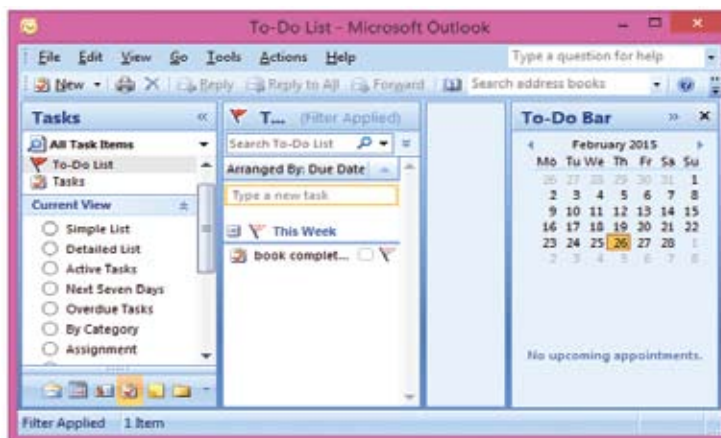 To-Do List - Microsoft Outlook
File Edit View Go Tools Actions Help
Type a question for help
New Reply Reply to All Forward Search address books
Tasks
All Task Items
To-Do List
Tasks
Current View
Simple List
Detailed List
Active Tasks
Next Seven Days
Overdue Tasks
By Category
Assignment
T... (Filter Applied)
Search To-Do List
Arranged By: Due Date
Type a new task
This Week
book complet...
To-Do Bar
February 2015
Mo Tu We Th Fr Sa Su
26 27 28 29 30 31 1
2 3 4 5 6 7 8
9 10 11 12 13 14 15
16 17 18 19 20 21 22
23 24 25 26 27 28 1
2 3 4 5 6 7 8
No upcoming appointments.
Filter Applied 1 Item